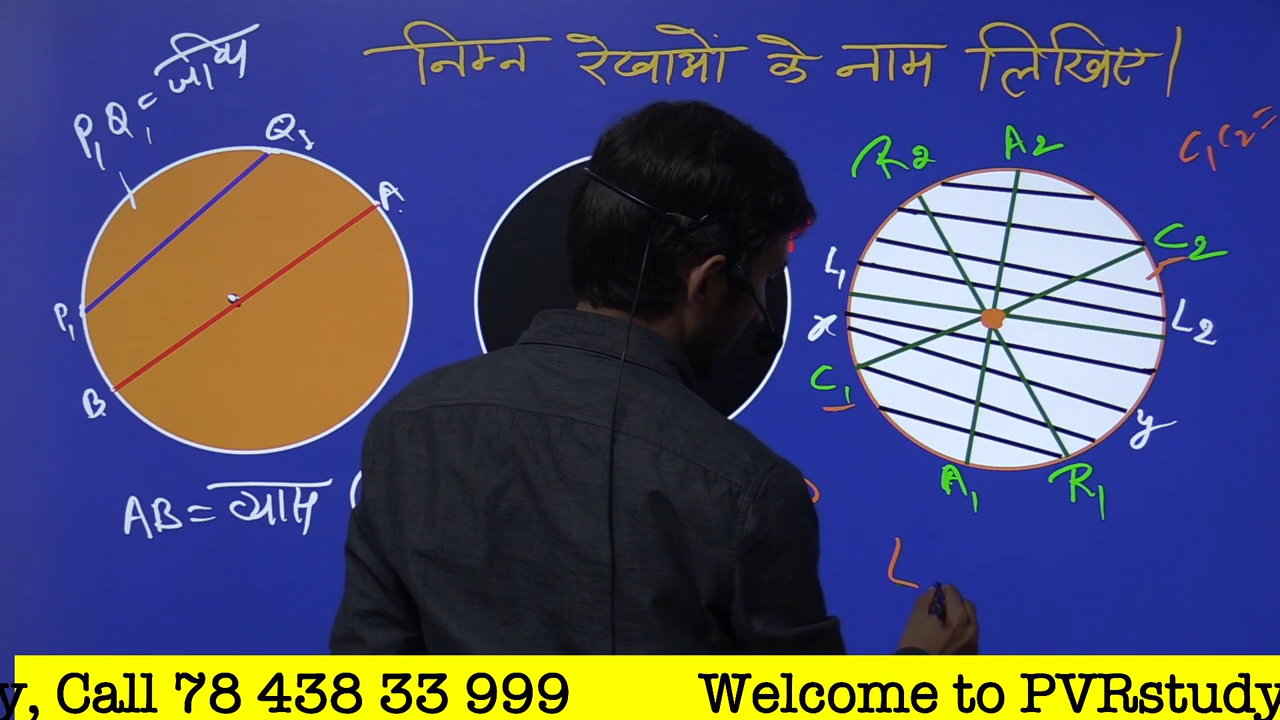 निम्न रेखाओं के नाम लिखिए।
P₁Q₁ = जीवा
Q₁
A
P₁
B
AB = व्यास (
R₂
A₂
C₁C₂ =
C₂
L₁
L₂
x
C₁
y
A₁
R₁
L
y, Call 78 438 33 999 Welcome to PVRstudy